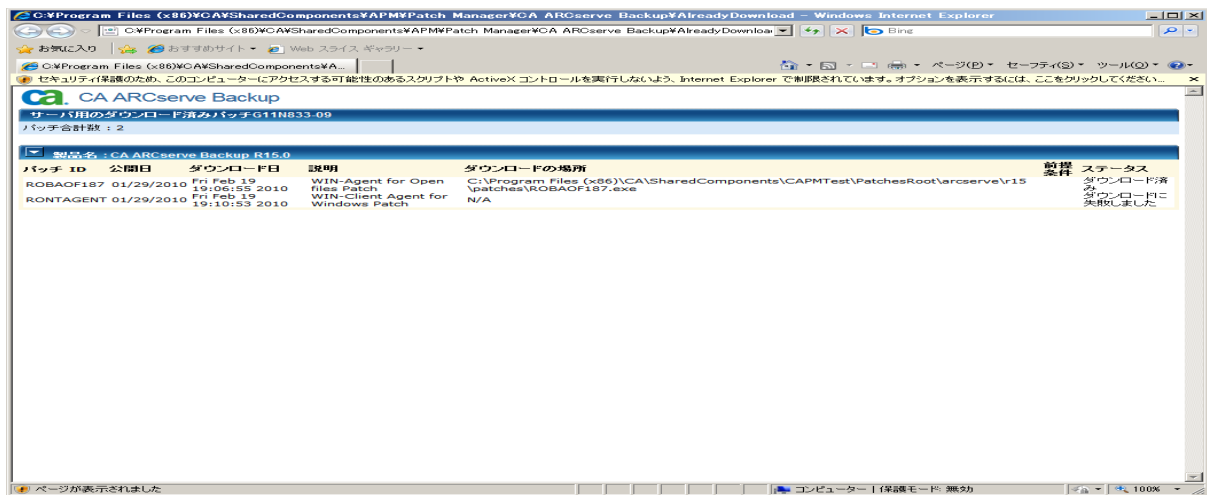 C:¥Program Files (x86)¥CA¥SharedComponents¥APM¥Patch Manager¥CA ARCserve Backup¥AlreadyDownload - Windows Internet Explorer
C:¥Program Files (x86)¥CA¥SharedComponents¥APM¥Patch Manager¥CA ARCserve Backup¥AlreadyDownloa Bing
お気に入り おすすめサイト Web スライス ギャラリー
C:¥Program Files (x86)¥CA¥SharedComponents¥A... ページ(P) セーフティ(S) ツール(O)
セキュリティ保護のため、このコンピューターにアクセスする可能性のあるスクリプトや ActiveX コントロールを実行しないよう、Internet Explorer で制限されています。オプションを表示するには、ここをクリックしてください...
ca. CA ARCserve Backup
サーバ用のダウンロード済みパッチG11N833-09
パッチ合計数 : 2
製品名 : CA ARCserve Backup R15.0
パッチ ID 公開日 ダウンロード日 説明 ダウンロードの場所 前提条件 ステータス
ROBAOF187 01/29/2010 Fri Feb 19 19:06:55 2010 WIN-Agent for Open files Patch C:\Program Files (x86)\CA\SharedComponents\CAPMTest\PatchesRoot\arcserve\r15\patches\ROBAOF187.exe ダウンロード済み
RONTAGENT 01/29/2010 Fri Feb 19 19:10:53 2010 WIN-Client Agent for Windows Patch N/A ダウンロードに失敗しました
ページが表示されました コンピューター | 保護モード: 無効 100%